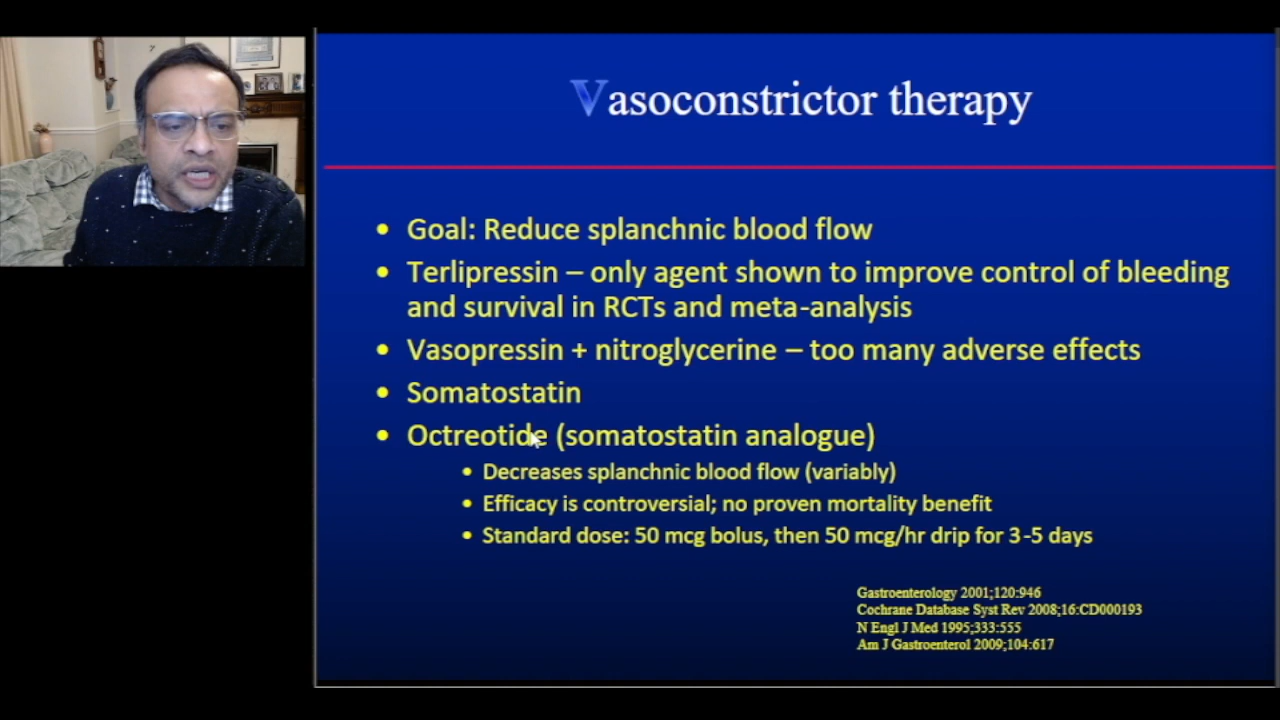 Vasoconstrictor therapy
• Goal: Reduce splanchnic blood flow
• Terlipressin – only agent shown to improve control of bleeding
and survival in RCTs and meta-analysis
• Vasopressin + nitroglycerine – too many adverse effects
• Somatostatin
• Octreotide (somatostatin analogue)
• Decreases splanchnic blood flow (variably)
• Efficacy is controversial; no proven mortality benefit
• Standard dose: 50 mcg bolus, then 50 mcg/hr drip for 3-5 days
Gastroenterology 2001;120:946
Cochrane Database Syst Rev 2008;16:CD000193
N Engl J Med 1995;333:555
Am J Gastroenterol 2009;104:617